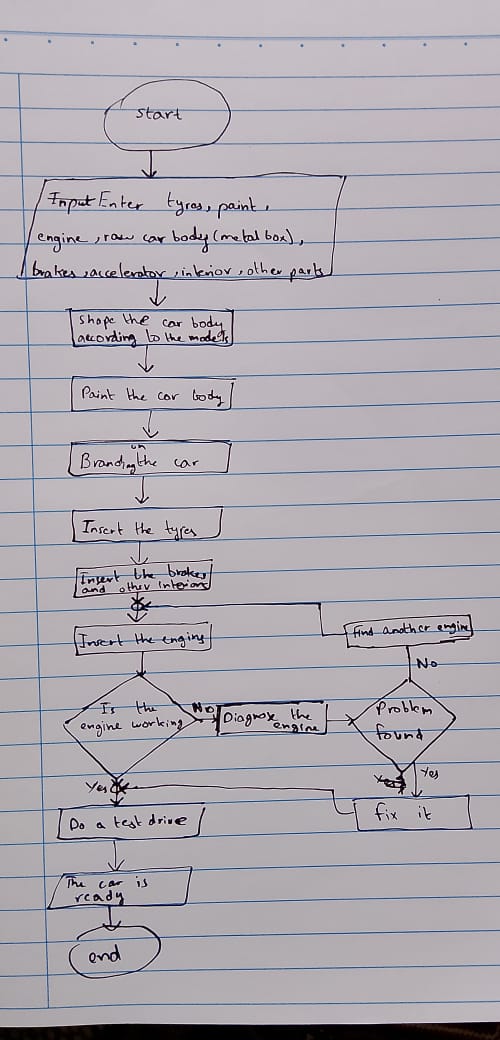 Start
Input Enter tyres, paint,
engine, raw car body (metal box),
brakes, accelerator, interior, other parts
Shape the car body
according to the models
Paint the car body
Branding on the car
Insert the tyres
Insert the brakes
and other interiors
Insert the engine
Find another engine
No
Is the
engine working
No
Diagnose the
engine
Problem
found
Yes
Yes
Yes
Do a test drive
fix it
The car is
ready
end